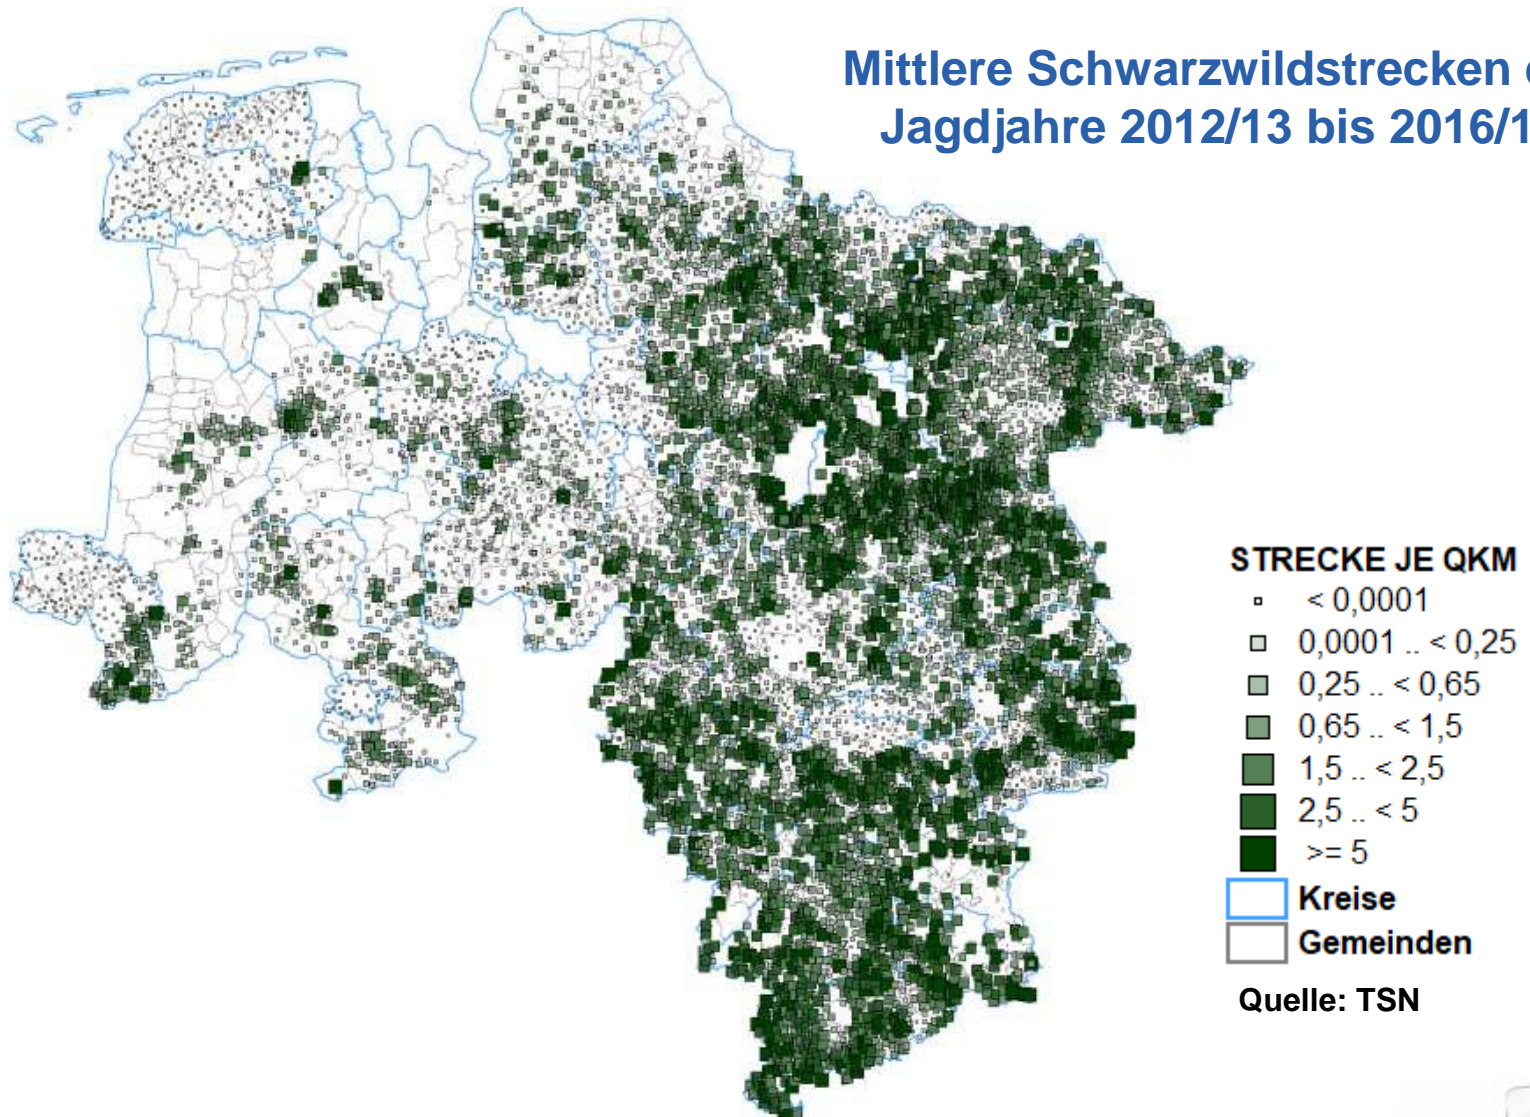 Mittlere Schwarzwildstrecken
Jagdjahre 2012/13 bis 2016/1
STRECKE JE QKM
< 0,0001
0,0001 .. < 0,25
0,25 .. < 0,65
0,65 .. < 1,5
1,5 .. < 2,5
2,5 .. < 5
>= 5
Kreise
Gemeinden
Quelle: TSN